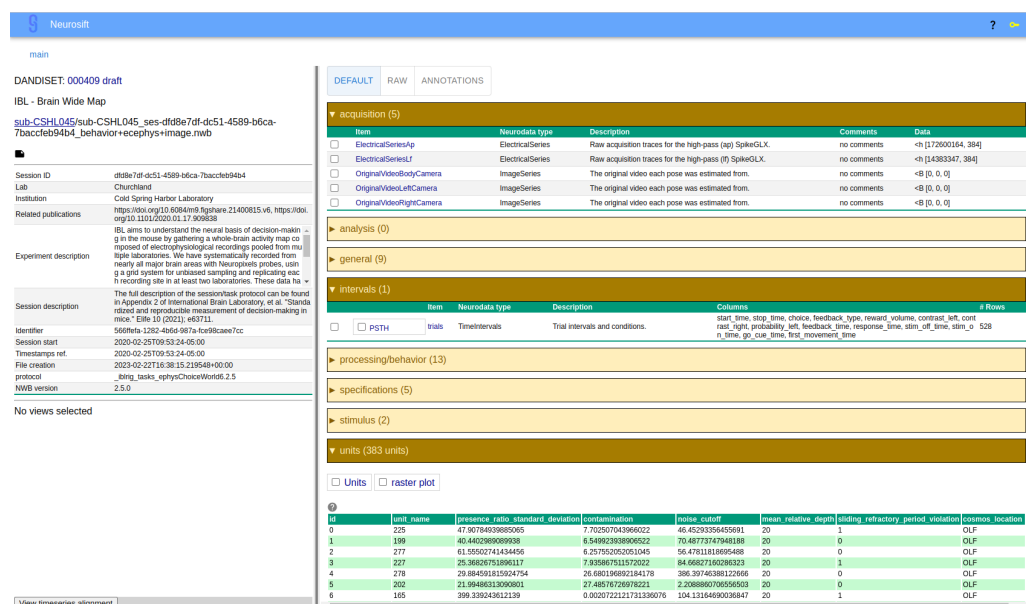 Neurosift
?
main
DANDISET: 000409 draft
IBL - Brain Wide Map
sub-CSHL045/sub-CSHL045_ses-dfd8e7df-dc51-4589-b6ca-
7baccfeb94b4_behavior+ecephys+image.nwb
Session ID dfd8e7df-dc51-4589-b6ca-7baccfeb94b4
Lab Churchland
Institution Cold Spring Harbor Laboratory
Related publications https://doi.org/10.6084/m9.figshare.21400815.v6, https://doi.
org/10.1101/2020.01.17.909838
Experiment description IBL aims to understand the neural basis of decision-makin
g in the mouse by gathering a whole-brain activity map co
mposed of electrophysiological recordings pooled from mu
ltiple laboratories. We have systematically recorded from
nearly all major brain areas with Neuropixels probes, usin
g a grid system for unbiased sampling and replicating eac
h recording site in at least two laboratories. These data ha
Session description The full description of the session/task protocol can be found
in Appendix 2 of International Brain Laboratory, et al. "Standa
rdized and reproducible measurement of decision-making in
mice." Elife 10 (2021); e63711.
Identifier 566ffefa-1282-4b6d-987a-fce98caee7cc
Session start 2020-02-25T09:53:24-05:00
Timestamps ref. 2020-02-25T09:53:24-05:00
File creation 2023-02-22T16:38:15.219548+00:00
protocol _iblrig_tasks_ephysChoiceWorld6.2.5
NWB version 2.5.0
No views selected
View timeseries alignment
DEFAULT RAW ANNOTATIONS
▾ acquisition (5)
Item Neurodata type Description Comments Data
ElectricalSeriesAp ElectricalSeries Raw acquisition traces for the high-pass (ap) SpikeGLX. no comments <h [172600164, 384]
ElectricalSeriesLf ElectricalSeries Raw acquisition traces for the high-pass (lf) SpikeGLX. no comments <h [14383347, 384]
OriginalVideoBodyCamera ImageSeries The original video each pose was estimated from. no comments <B [0, 0, 0]
OriginalVideoLeftCamera ImageSeries The original video each pose was estimated from. no comments <B [0, 0, 0]
OriginalVideoRightCamera ImageSeries The original video each pose was estimated from. no comments <B [0, 0, 0]
▸ analysis (0)
▸ general (9)
▾ intervals (1)
Item Neurodata type Description Columns # Rows
PSTH trials TimeIntervals Trial intervals and conditions. start_time, stop_time, choice, feedback_type, reward_volume, contrast_left, cont
rast_right, probability_left, feedback_time, response_time, stim_off_time, stim_o 528
n_time, go_cue_time, first_movement_time
▸ processing/behavior (13)
▸ specifications (5)
▸ stimulus (2)
▾ units (383 units)
Units raster plot
?
id unit_name presence_ratio_standard_deviation contamination noise_cutoff mean_relative_depth sliding_refractory_period_violation cosmos_location
0 225 47.90784939885065 7.702507043966022 46.45293356455691 20 1 OLF
1 199 40.4402989089938 6.549923938906522 70.48773747948188 20 0 OLF
2 277 61.55502741434456 6.257552052051045 56.47811818695488 20 0 OLF
3 227 25.36826751896117 7.935867511572022 84.66827160286323 20 1 OLF
4 278 29.884591815924754 26.680196892184178 386.39746388122666 20 0 OLF
5 202 21.99486313090801 27.48576726978221 2.2088860706556503 20 0 OLF
6 165 399.339243612139 0.0020722121731336076 104.13164690036847 20 1 OLF